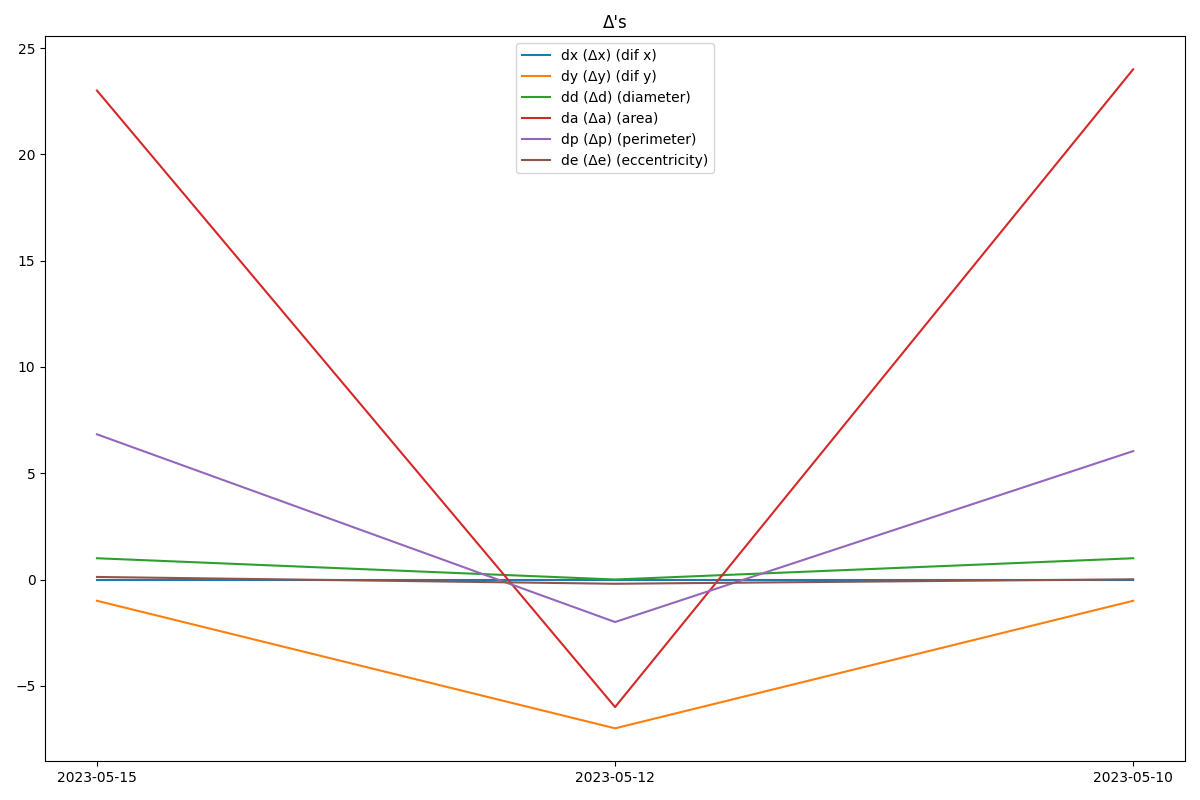 Δ's
25
20
15
10
5
0
−5
dx (Δx) (dif x)
dy (Δy) (dif y)
dd (Δd) (diameter)
da (Δa) (area)
dp (Δp) (perimeter)
de (Δe) (eccentricity)
2023-05-15 2023-05-12 2023-05-10